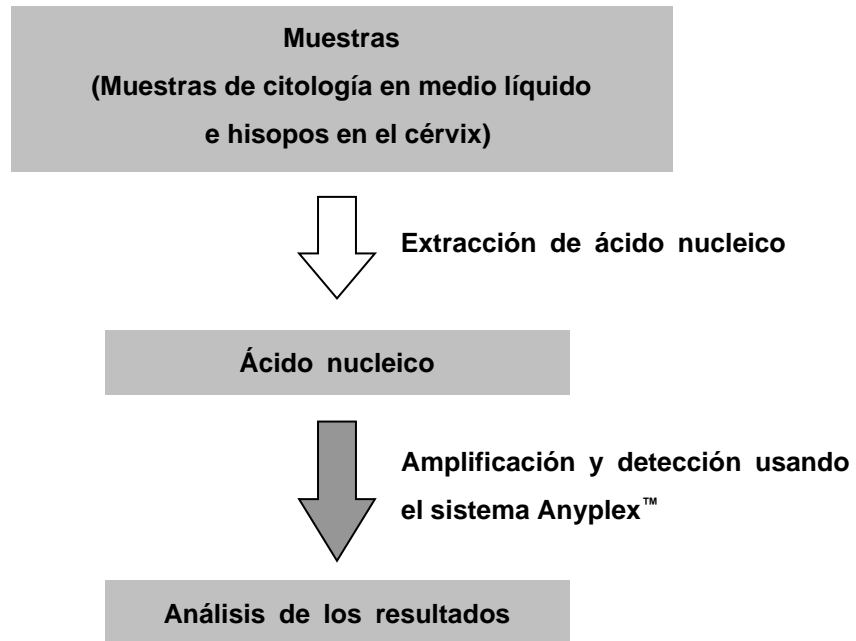 Muestras
(Muestras de citología en medio líquido
e hisopos en el cérvix)
Extracción de ácido nucleico
Ácido nucleico
Amplificación y detección usando
el sistema Anyplex™
Análisis de los resultados